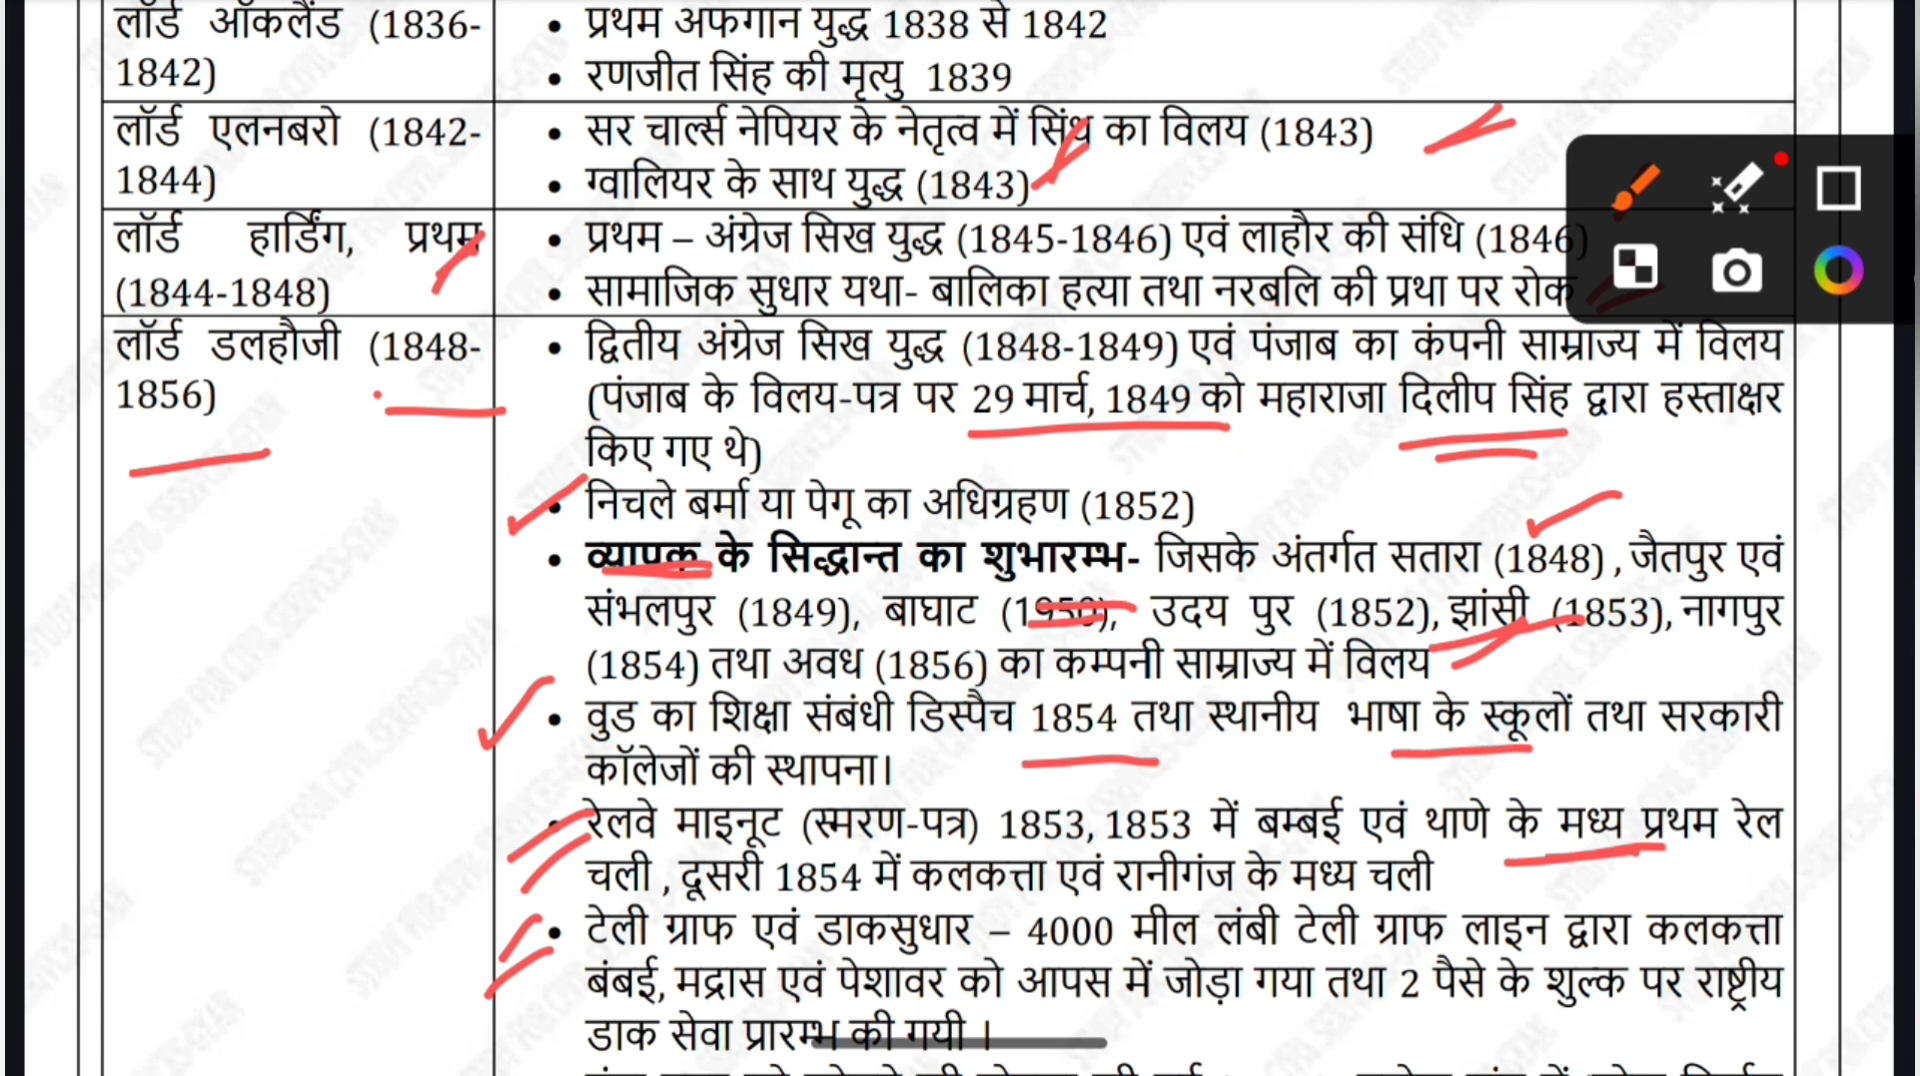 लॉर्ड ऑकलैंड (1836-
1842)
• प्रथम अफगान युद्ध 1838 से 1842
• रणजीत सिंह की मृत्यु 1839
लॉर्ड एलनबरो (1842-
1844)
• सर चार्ल्स नेपियर के नेतृत्व में सिंध का विलय (1843)
• ग्वालियर के साथ युद्ध (1843)
लॉर्ड हार्डिंग, प्रथम
(1844-1848)
• प्रथम – अंग्रेज सिख युद्ध (1845-1846) एवं लाहौर की संधि (1846)
• सामाजिक सुधार यथा- बालिका हत्या तथा नरबलि की प्रथा पर रोक
लॉर्ड डलहौजी (1848-
1856)
• द्वितीय अंग्रेज सिख युद्ध (1848-1849) एवं पंजाब का कंपनी साम्राज्य में विलय
(पंजाब के विलय-पत्र पर 29 मार्च, 1849 को महाराजा दिलीप सिंह द्वारा हस्ताक्षर
किए गए थे)
• निचले बर्मा या पेगू का अधिग्रहण (1852)
• व्यापक के सिद्धान्त का शुभारम्भ- जिसके अंतर्गत सतारा (1848) , जैतपुर एवं
संभलपुर (1849), बाघाट (1950), उदय पुर (1852), झांसी (1853), नागपुर
(1854) तथा अवध (1856) का कम्पनी साम्राज्य में विलय
• वुड का शिक्षा संबंधी डिस्पैच 1854 तथा स्थानीय भाषा के स्कूलों तथा सरकारी
कॉलेजों की स्थापना।
• रेलवे माइनूट (स्मरण-पत्र) 1853, 1853 में बम्बई एवं थाणे के मध्य प्रथम रेल
चली , दूसरी 1854 में कलकत्ता एवं रानीगंज के मध्य चली
• टेली ग्राफ एवं डाकसुधार – 4000 मील लंबी टेली ग्राफ लाइन द्वारा कलकत्ता
बंबई, मद्रास एवं पेशावर को आपस में जोड़ा गया तथा 2 पैसे के शुल्क पर राष्ट्रीय
डाक सेवा प्रारम्भ की गयी ।